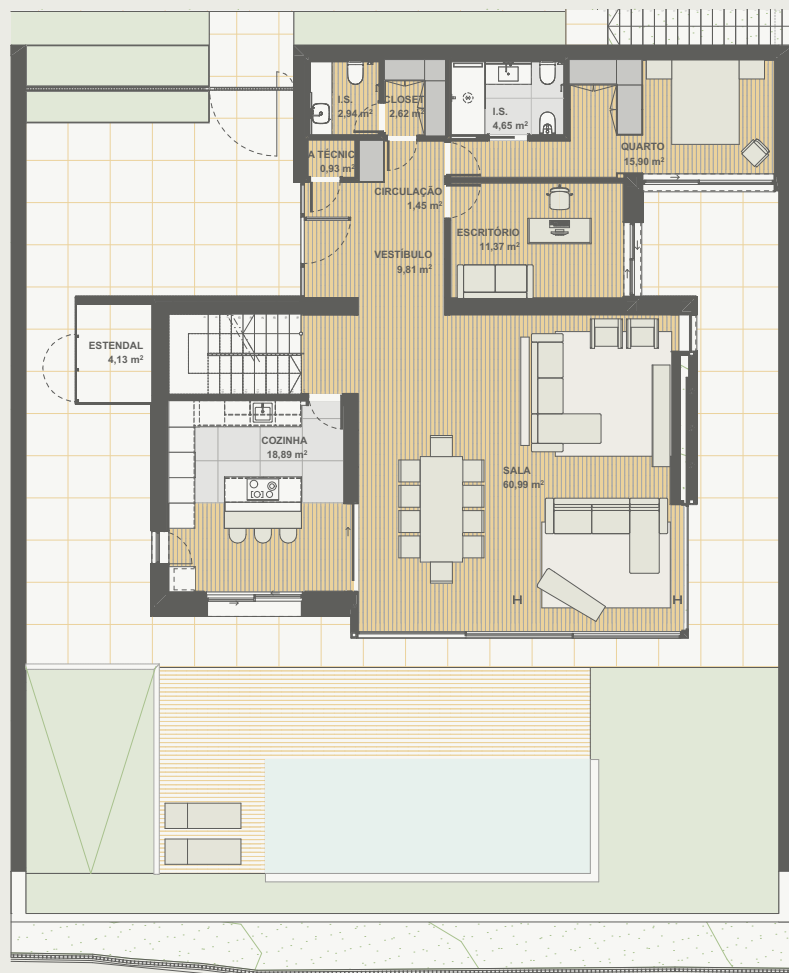 I.S.
2,94 m²
CLOSET
2,62 m²
I.S.
4,65 m²
QUARTO
15,90 m²
A TÉCNIC
0,93 m²
CIRCULAÇÃO
1,45 m²
ESCRITÓRIO
11,37 m²
VESTÍBULO
9,81 m²
ESTENDAL
4,13 m²
COZINHA
18,89 m²
SALA
60,99 m²